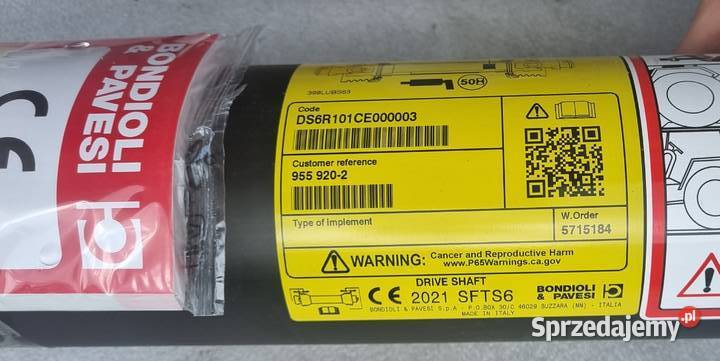 BONDIOLI
& PAVESI
CE
50H
399LUBS63
Code
DS6R101CE000003
Customer reference
955 920-2
Type of implement
W.Order
5715184
WARNING: Cancer and Reproductive Harm
www.P65Warnings.ca.gov
DRIVE SHAFT
CE 2021 SFTS6
BONDIOLI
& PAVESI
BONDIOLI & PAVESI S.p.A - P.O BOX 30/C 46029 SUZZARA (MN) - ITALIA
MADE IN ITALY
Sprzedajemy.pl